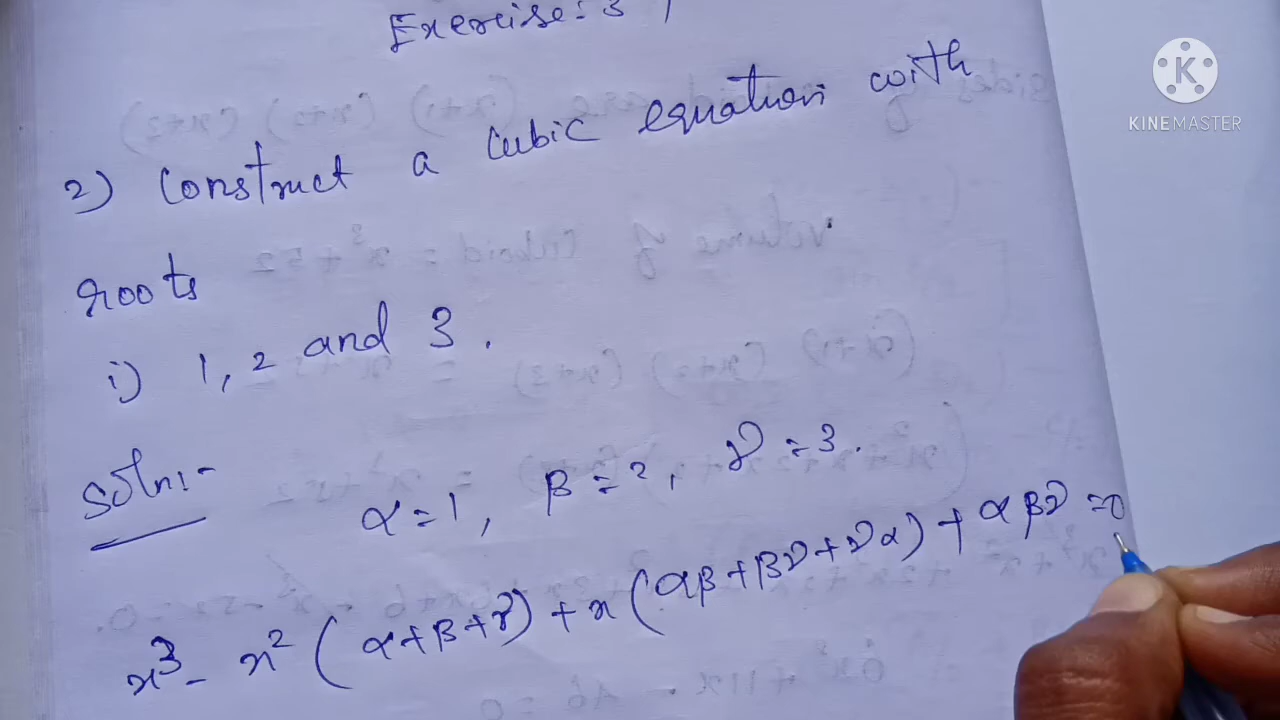 Exercise: 3
KINEMASTER
2) Construct a cubic equation with
roots
i) 1, 2 and 3.
Soln:-
α=1, β=2, γ=3.
x³- x² (α+β+γ) + x (αβ+βγ+γα) + αβγ =0